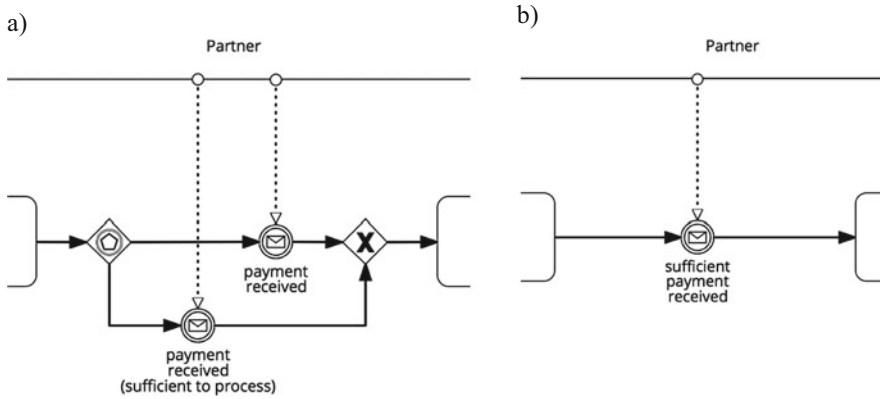 a)
Partner
payment
received
payment
received
(sufficient to process)
b)
Partner
sufficient
payment
received